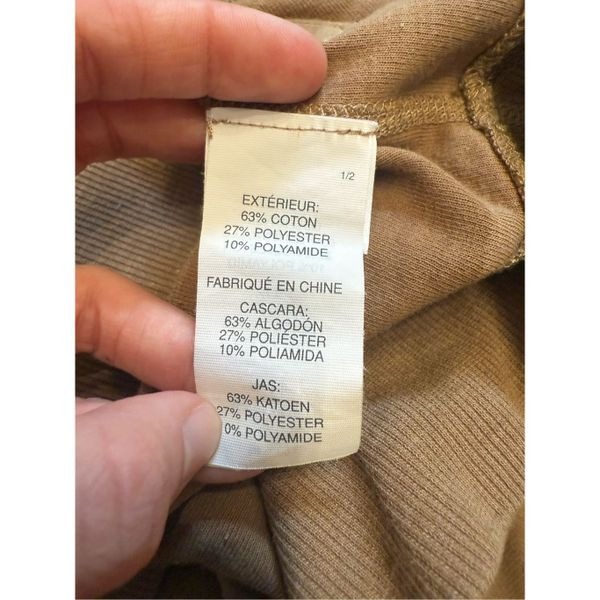 1/2
EXTÉRIEUR:
63% COTON
27% POLYESTER
10% POLYAMIDE
FABRIQUÉ EN CHINE
CASCARA:
63% ALGODÓN
27% POLIÉSTER
10% POLIAMIDA
JAS:
63% KATOEN
27% POLYESTER
0% POLYAMIDE